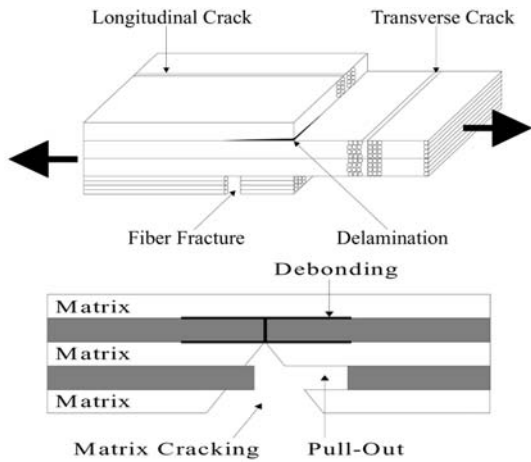 Longitudinal Crack
Transverse Crack
Fiber Fracture
Delamination
Debonding
Matrix
Matrix
Matrix
Matrix Cracking
Pull-Out